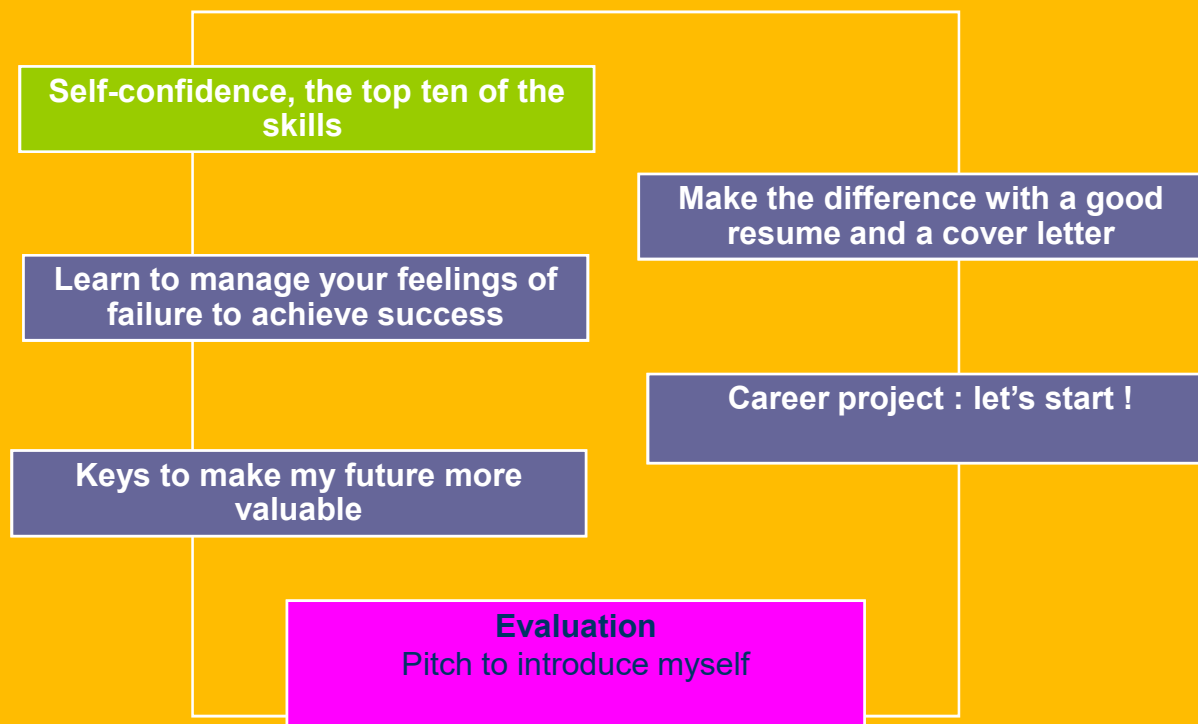 Self-confidence, the top ten of the
skills
Learn to manage your feelings of
failure to achieve success
Keys to make my future more
valuable
Make the difference with a good
resume and a cover letter
Career project : let’s start !
Evaluation
Pitch to introduce myself